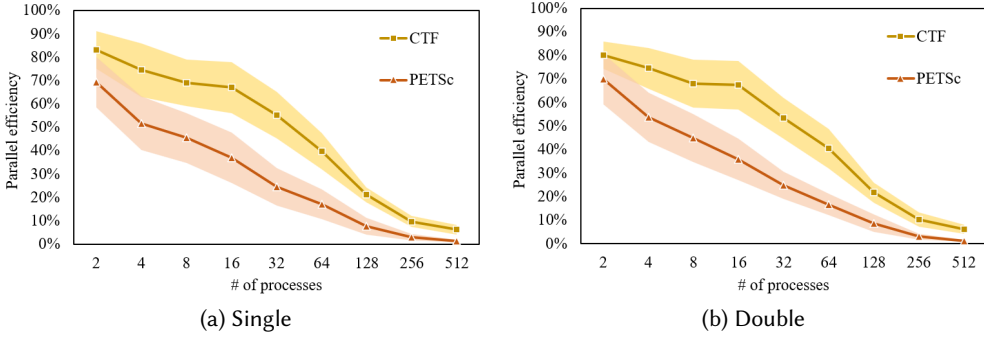 100%
90%
80%
70%
60%
50%
40%
30%
20%
10%
0%
Parallel efficiency
CTF
PETSc
2 4 8 16 32 64 128 256 512
# of processes
(a) Single
100%
90%
80%
70%
60%
50%
40%
30%
20%
10%
0%
Parallel efficiency
CTF
PETSc
2 4 8 16 32 64 128 256 512
# of processes
(b) Double